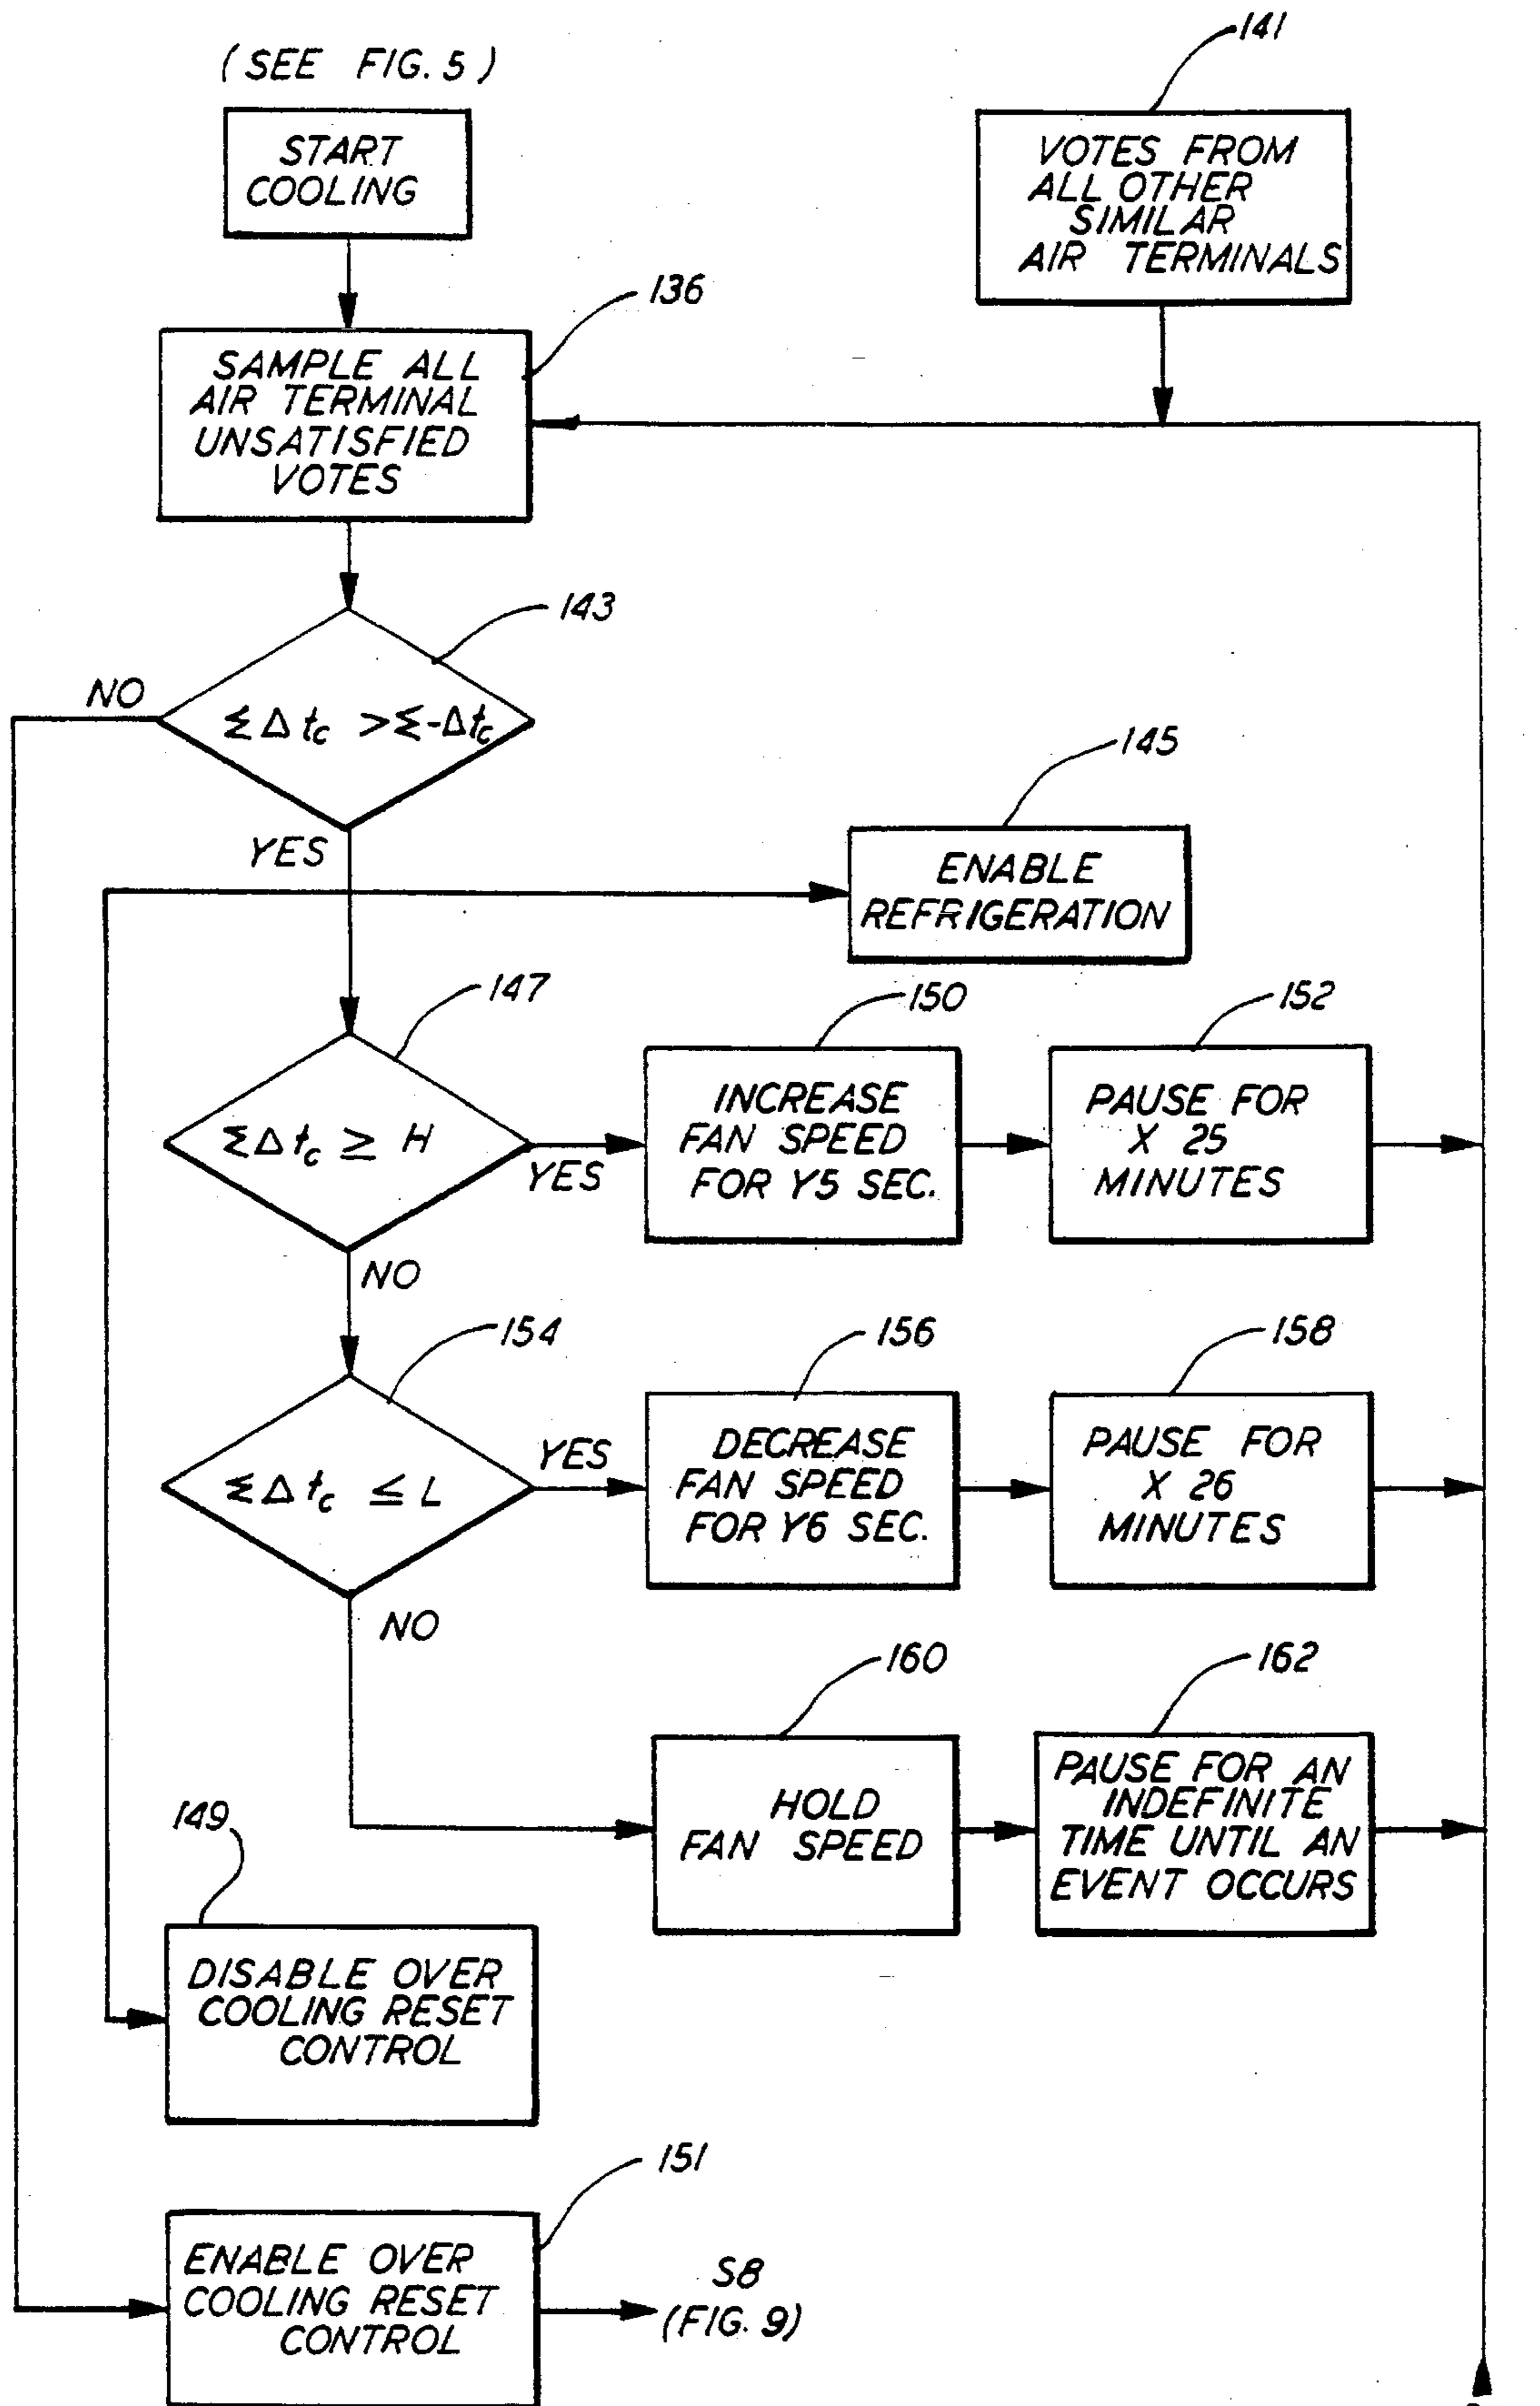 (SEE FIG. 5)
START
COOLING
141
VOTES FROM
ALL OTHER
SIMILAR
AIR TERMINALS
136
SAMPLE ALL
AIR TERMINAL
UNSATISFIED
VOTES
143
NO
Σ Δ tc > Σ-Δtc
YES
145
ENABLE
REFRIGERATION
147
Σ Δ tc ≥ H
YES
NO
150
INCREASE
FAN SPEED
FOR Y5 SEC.
152
PAUSE FOR
X 25
MINUTES
154
Σ Δ tc ≤ L
YES
NO
156
DECREASE
FAN SPEED
FOR Y6 SEC.
158
PAUSE FOR
X 26
MINUTES
160
HOLD
FAN SPEED
162
PAUSE FOR AN
INDEFINITE
TIME UNTIL AN
EVENT OCCURS
149
DISABLE OVER
COOLING RESET
CONTROL
151
ENABLE OVER
COOLING RESET
CONTROL
S8
(FIG. 9)